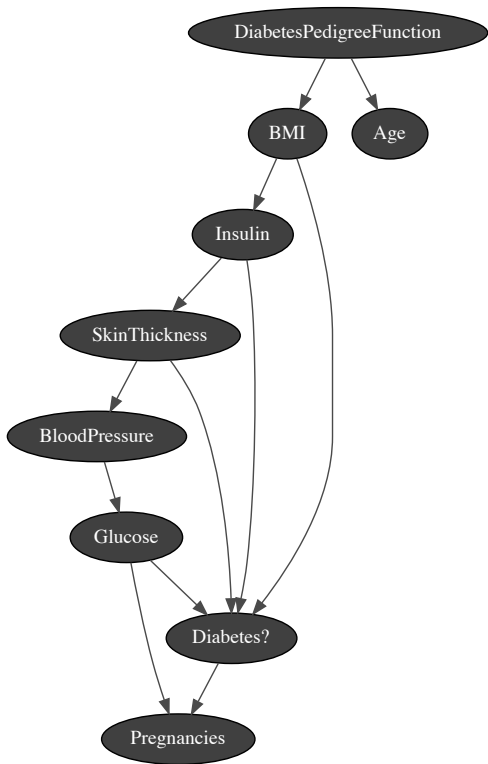 DiabetesPedigreeFunction
BMI
Age
Insulin
SkinThickness
BloodPressure
Glucose
Diabetes?
Pregnancies